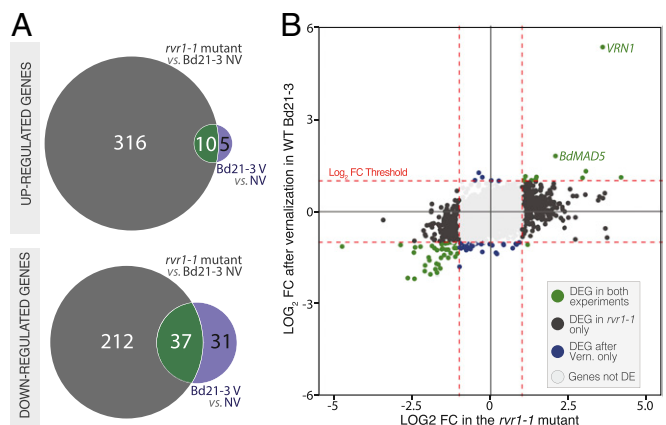 A
UP-REGULATED GENES
rvr1-1 mutant
vs. Bd21-3 NV
316
10
5
Bd21-3 V
vs. NV
DOWN-REGULATED GENES
rvr1-1 mutant
vs. Bd21-3 NV
212
37
31
Bd21-3 V
vs. NV
B
LOG2 FC after vernalization in WT Bd21-3
6
3
0
-3
-6
VRN1
BdMAD5
Log2 FC Threshold
DEG in both
experiments
DEG in rvr1-1
only
DEG after
Vern. only
Genes not DE
-5
-2.5
0
2.5
5.0
LOG2 FC in the rvr1-1 mutant